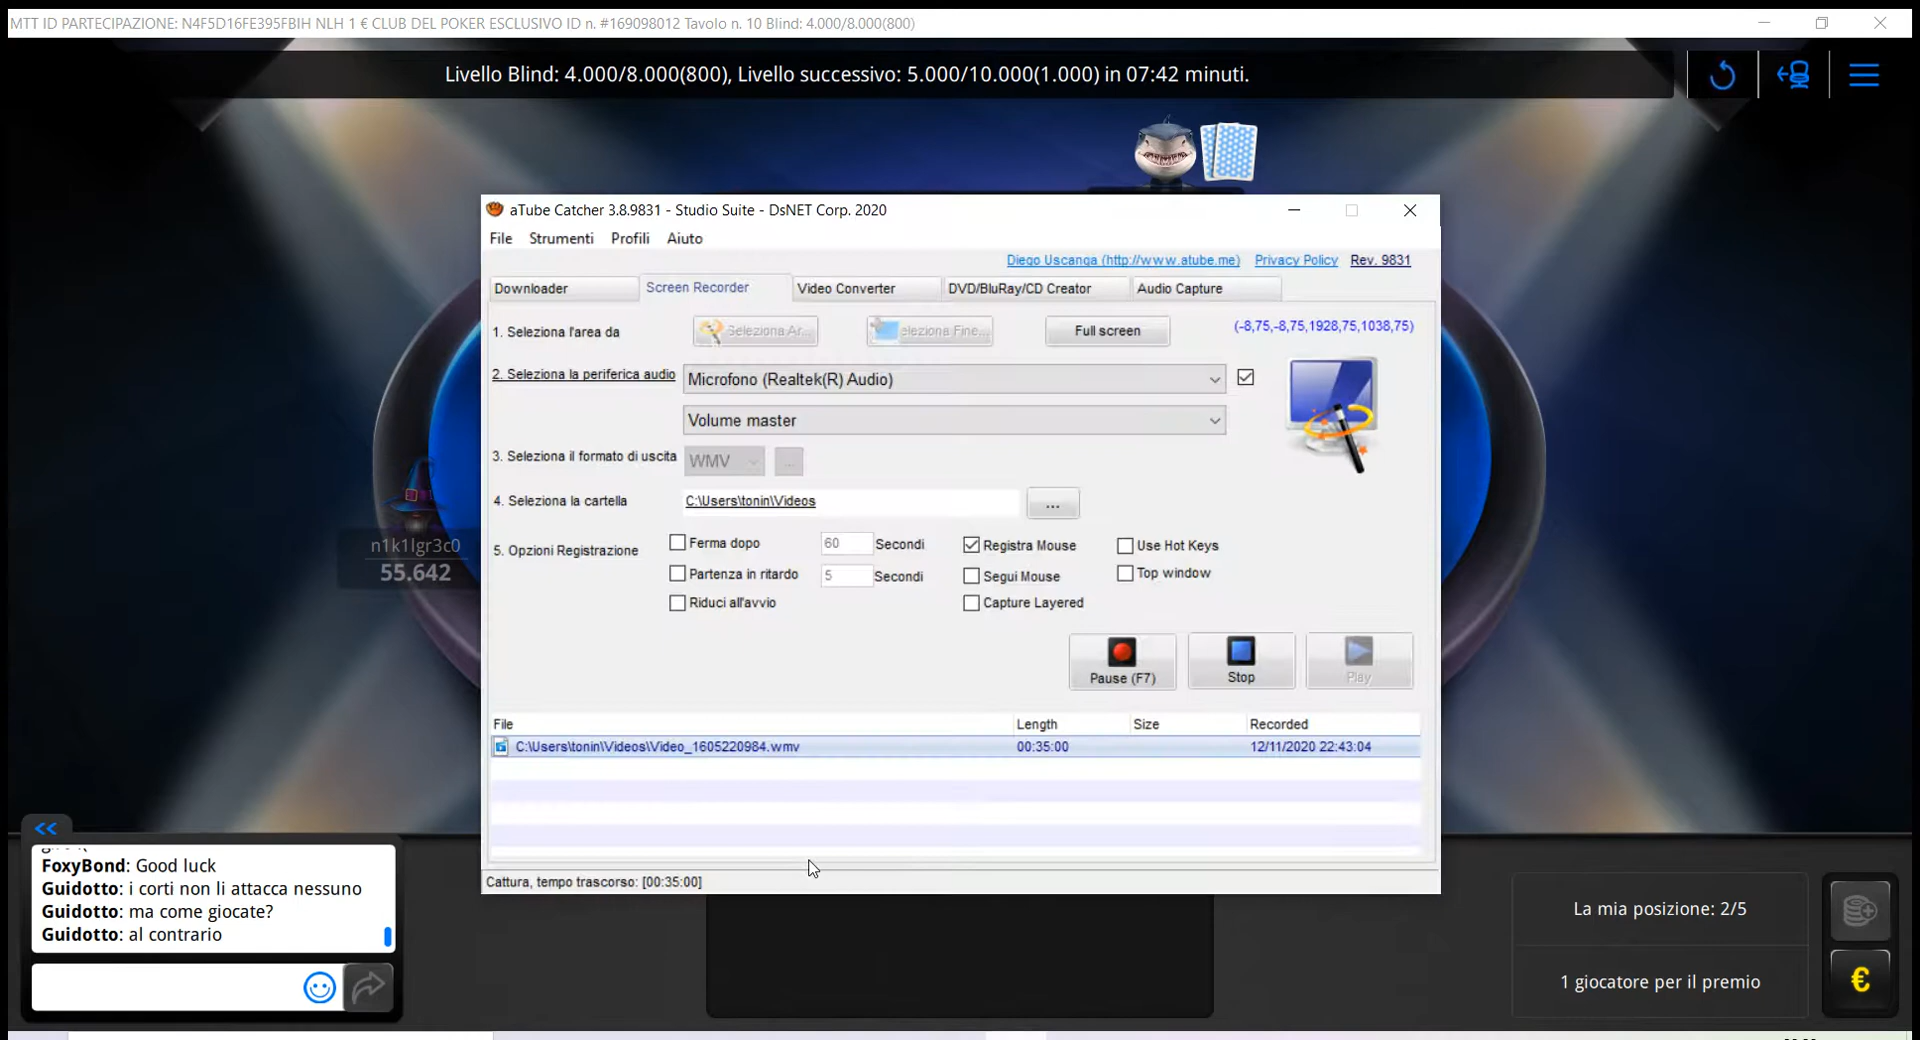 MTT ID PARTECIPAZIONE: N4F5D16FE395FBIH NLH 1 € CLUB DEL POKER ESCLUSIVO ID n. #169098012 Tavolo n. 10 Blind: 4.000/8.000(800)
Livello Blind: 4.000/8.000(800), Livello successivo: 5.000/10.000(1.000) in 07:42 minuti.
aTube Catcher 3.8.9831 - Studio Suite - DsNET Corp. 2020
File Strumenti Profili Aiuto
Diego Uscanga (http://www.atube.me) Privacy Policy Rev. 9831
Downloader Screen Recorder Video Converter DVD/BluRay/CD Creator Audio Capture
1. Seleziona l'area da Seleziona Ar... eleziona Fine... Full screen (-8,75,-8,75,1928,75,1038,75)
2. Seleziona la periferica audio Microfono (Realtek(R) Audio)
Volume master
3. Seleziona il formato di uscita WMV ...
4. Seleziona la cartella C:\Users\tonin\Videos ...
5. Opzioni Registrazione Ferma dopo 60 Secondi Registra Mouse Use Hot Keys
Partenza in ritardo 5 Secondi Segui Mouse Top window
Riduci all'avvio Capture Layered
n1k1lgr3c0
55.642
Pause (F7) Stop Play
File Length Size Recorded
C:\Users\tonin\Videos\Video_1605220984.wmv 00:35:00 12/11/2020 22:43:04
Cattura, tempo trascorso: [00:35:00]
FoxyBond: Good luck
Guidotto: i corti non li attacca nessuno
Guidotto: ma come giocate?
Guidotto: al contrario
La mia posizione: 2/5
1 giocatore per il premio
€